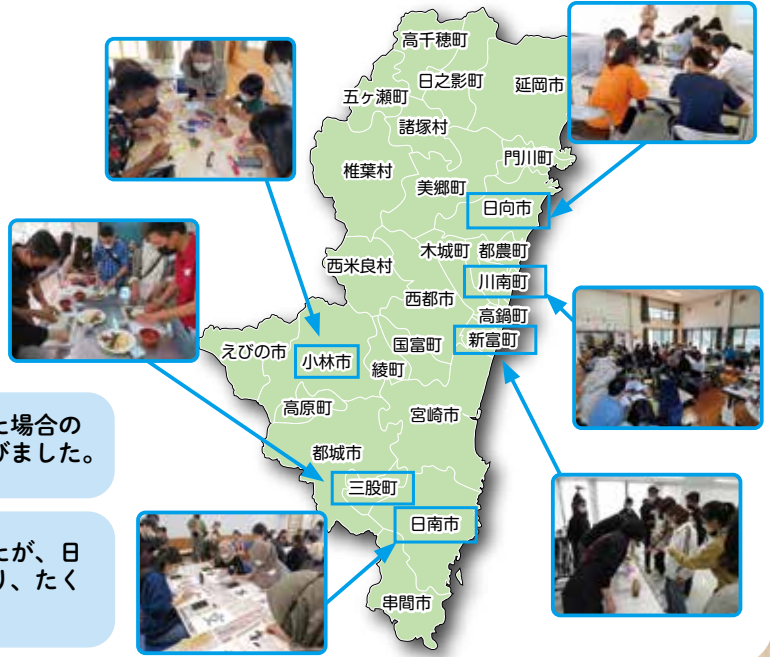 高千穂町
日之影町
延岡市
五ヶ瀬町
諸塚村
門川町
椎葉村
美郷町
日向市
木城町
都農町
西米良村
川南町
西都市
高鍋町
新富町
えびの市
小林市
国富町
綾町
高原町
宮崎市
都城市
三股町
日南市
串間市
た場合の
びました。
たが、日
り、たく